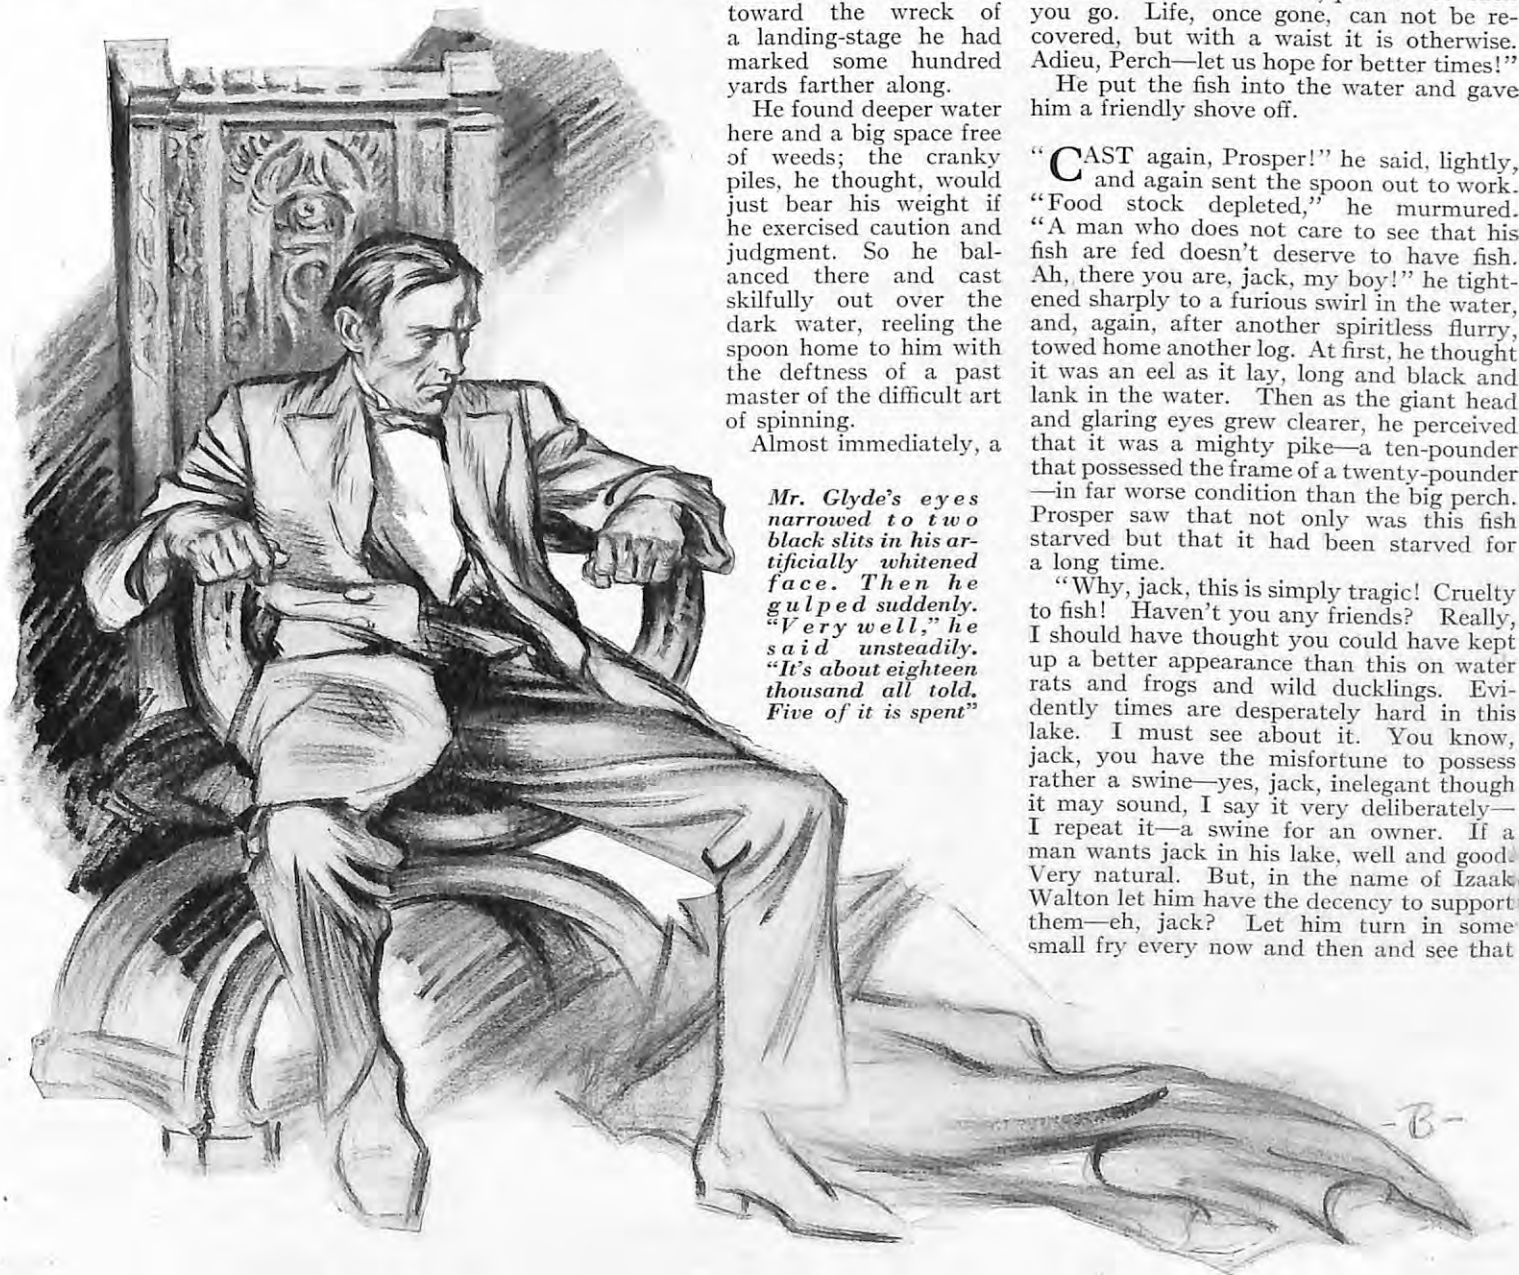 toward the wreck of
a landing-stage he had
marked some hundred
yards farther along.
He found deeper water
here and a big space free
of weeds; the cranky
piles, he thought, would
just bear his weight if
he exercised caution and
judgment. So he bal-
anced there and cast
skilfully out over the
dark water, reeling the
spoon home to him with
the deftness of a past
master of the difficult art
of spinning.
Almost immediately, a
Mr. Glyde's eyes
narrowed to two
black slits in his ar-
tificially whitened
face. Then he
gulped suddenly.
"Very well," he
said unsteadily.
"It's about eighteen
thousand all told.
Five of it is spent"
you go. Life, once gone, can not be re-
covered, but with a waist it is otherwise.
Adieu, Perch—let us hope for better times!"
He put the fish into the water and gave
him a friendly shove off.
"CAST again, Prosper!" he said, lightly,
and again sent the spoon out to work.
"Food stock depleted," he murmured.
"A man who does not care to see that his
fish are fed doesn't deserve to have fish.
Ah, there you are, jack, my boy!" he tight-
ened sharply to a furious swirl in the water,
and, again, after another spiritless flurry,
towed home another log. At first, he thought
it was an eel as it lay, long and black and
lank in the water. Then as the giant head
and glaring eyes grew clearer, he perceived
that it was a mighty pike—a ten-pounder
that possessed the frame of a twenty-pounder
—in far worse condition than the big perch.
Prosper saw that not only was this fish
starved but that it had been starved for
a long time.
"Why, jack, this is simply tragic! Cruelty
to fish! Haven't you any friends? Really,
I should have thought you could have kept
up a better appearance than this on water
rats and frogs and wild ducklings. Evi-
dently times are desperately hard in this
lake. I must see about it. You know,
jack, you have the misfortune to possess
rather a swine—yes, jack, inelegant though
it may sound, I say it very deliberately—
I repeat it—a swine for an owner. If a
man wants jack in his lake, well and good.
Very natural. But, in the name of Izaak
Walton let him have the decency to support
them—eh, jack? Let him turn in some
small fry every now and then and see that